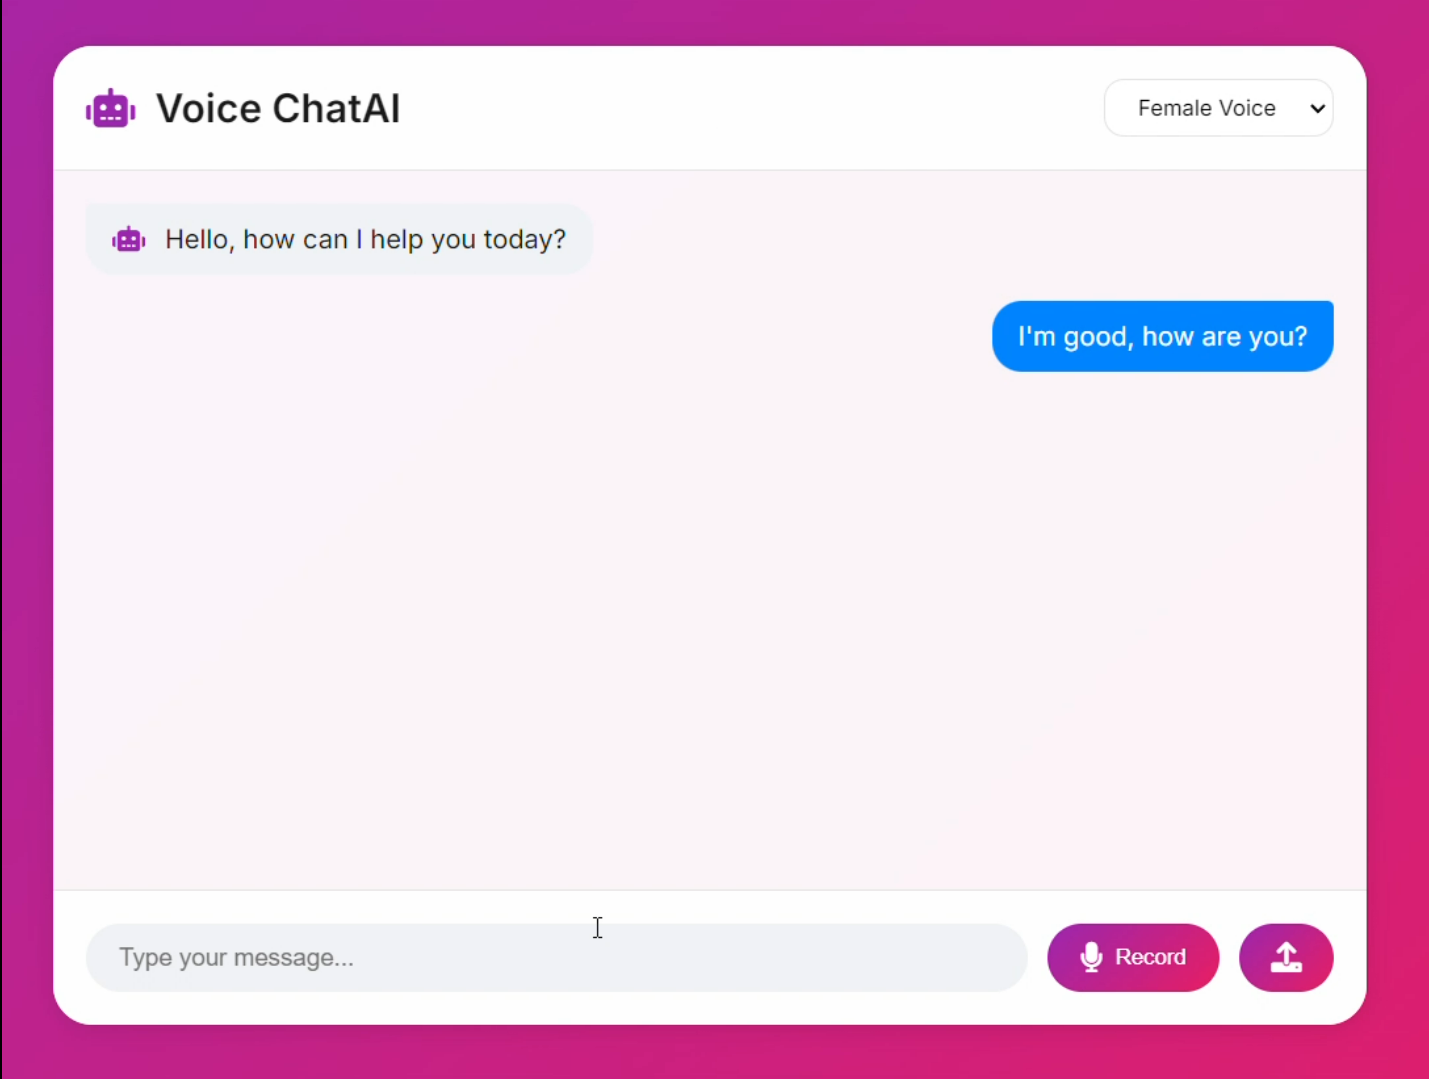 Voice ChatAI
Female Voice
Hello, how can I help you today?
I'm good, how are you?
Type your message...
Record